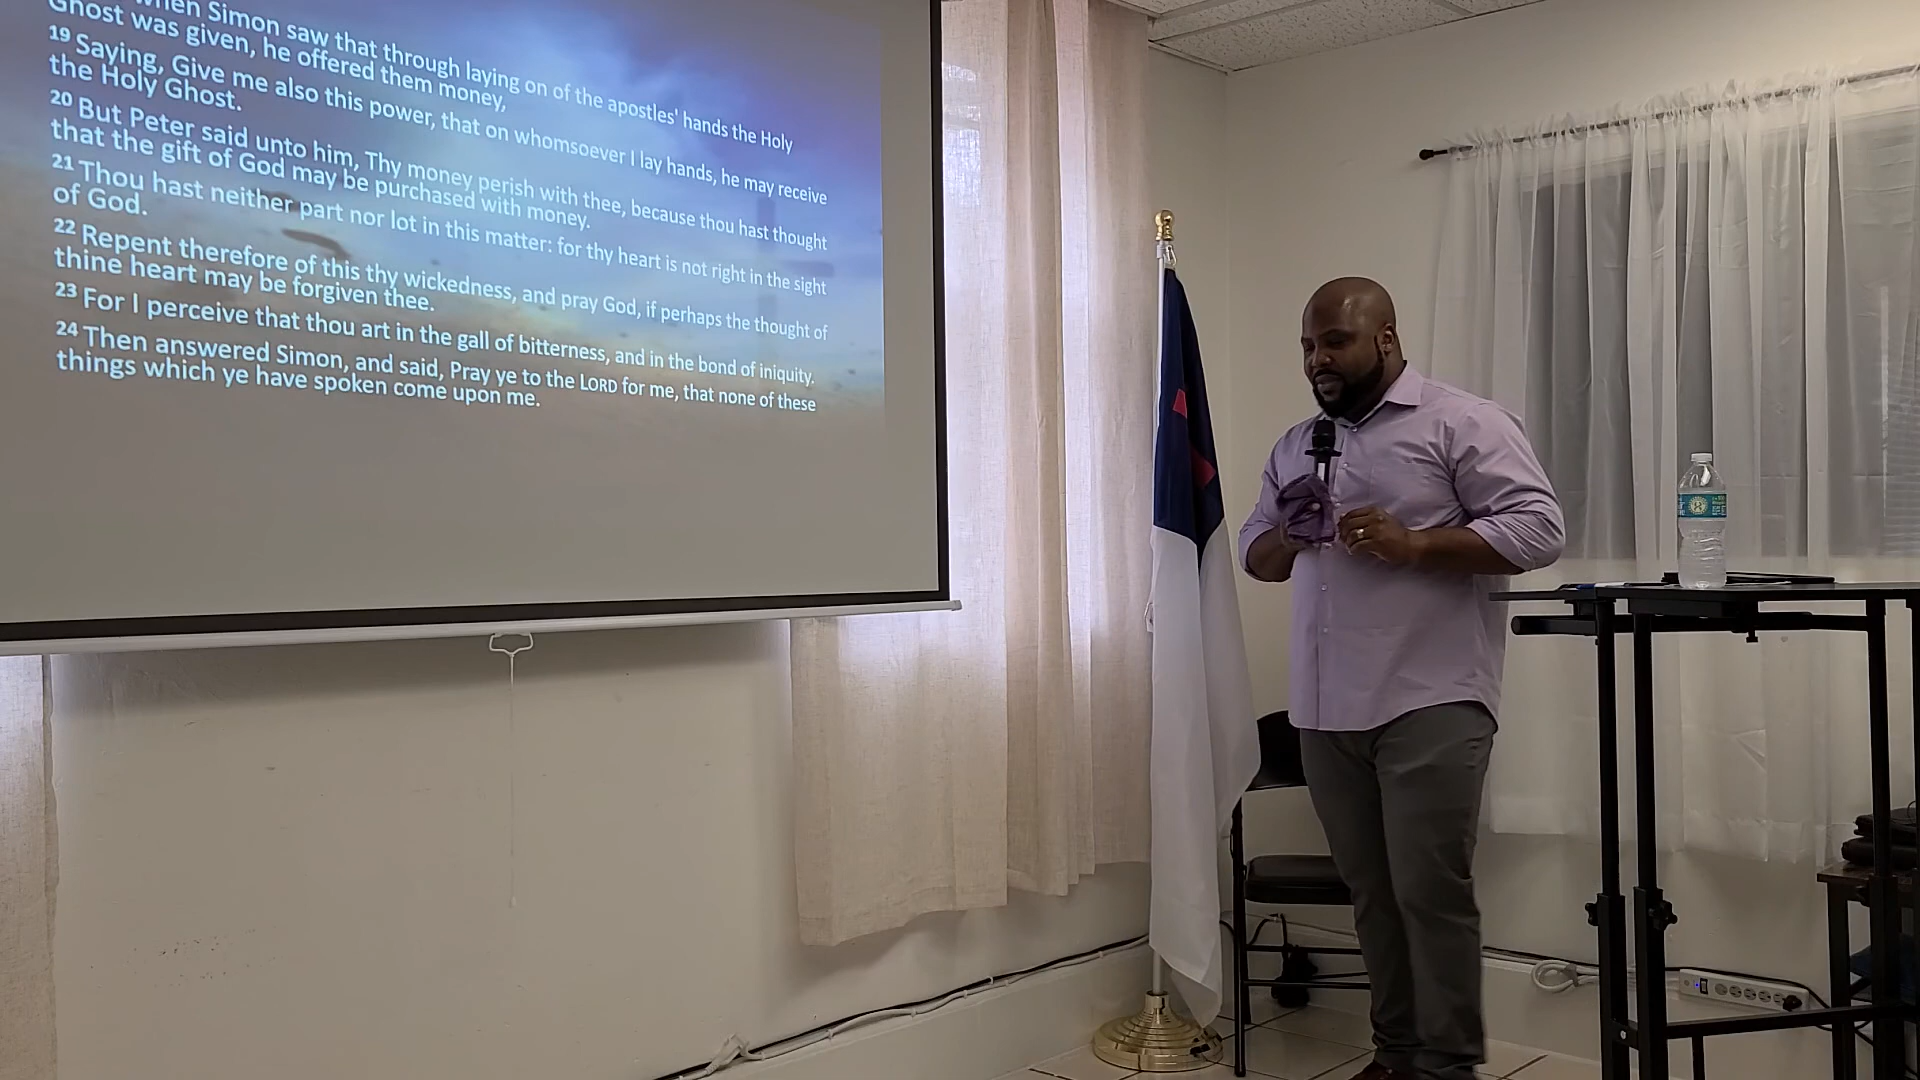 when Simon saw that through laying on of the apostles' hands the Holy
Ghost was given, he offered them money,
19 Saying, Give me also this power, that on whomsoever I lay hands, he may receive
the Holy Ghost.
20 But Peter said unto him, Thy money perish with thee, because thou hast thought
that the gift of God may be purchased with money.
21 Thou hast neither part nor lot in this matter: for thy heart is not right in the sight
of God.
22 Repent therefore of this thy wickedness, and pray God, if perhaps the thought of
thine heart may be forgiven thee.
23 For I perceive that thou art in the gall of bitterness, and in the bond of iniquity.
24 Then answered Simon, and said, Pray ye to the LORD for me, that none of these
things which ye have spoken come upon me.